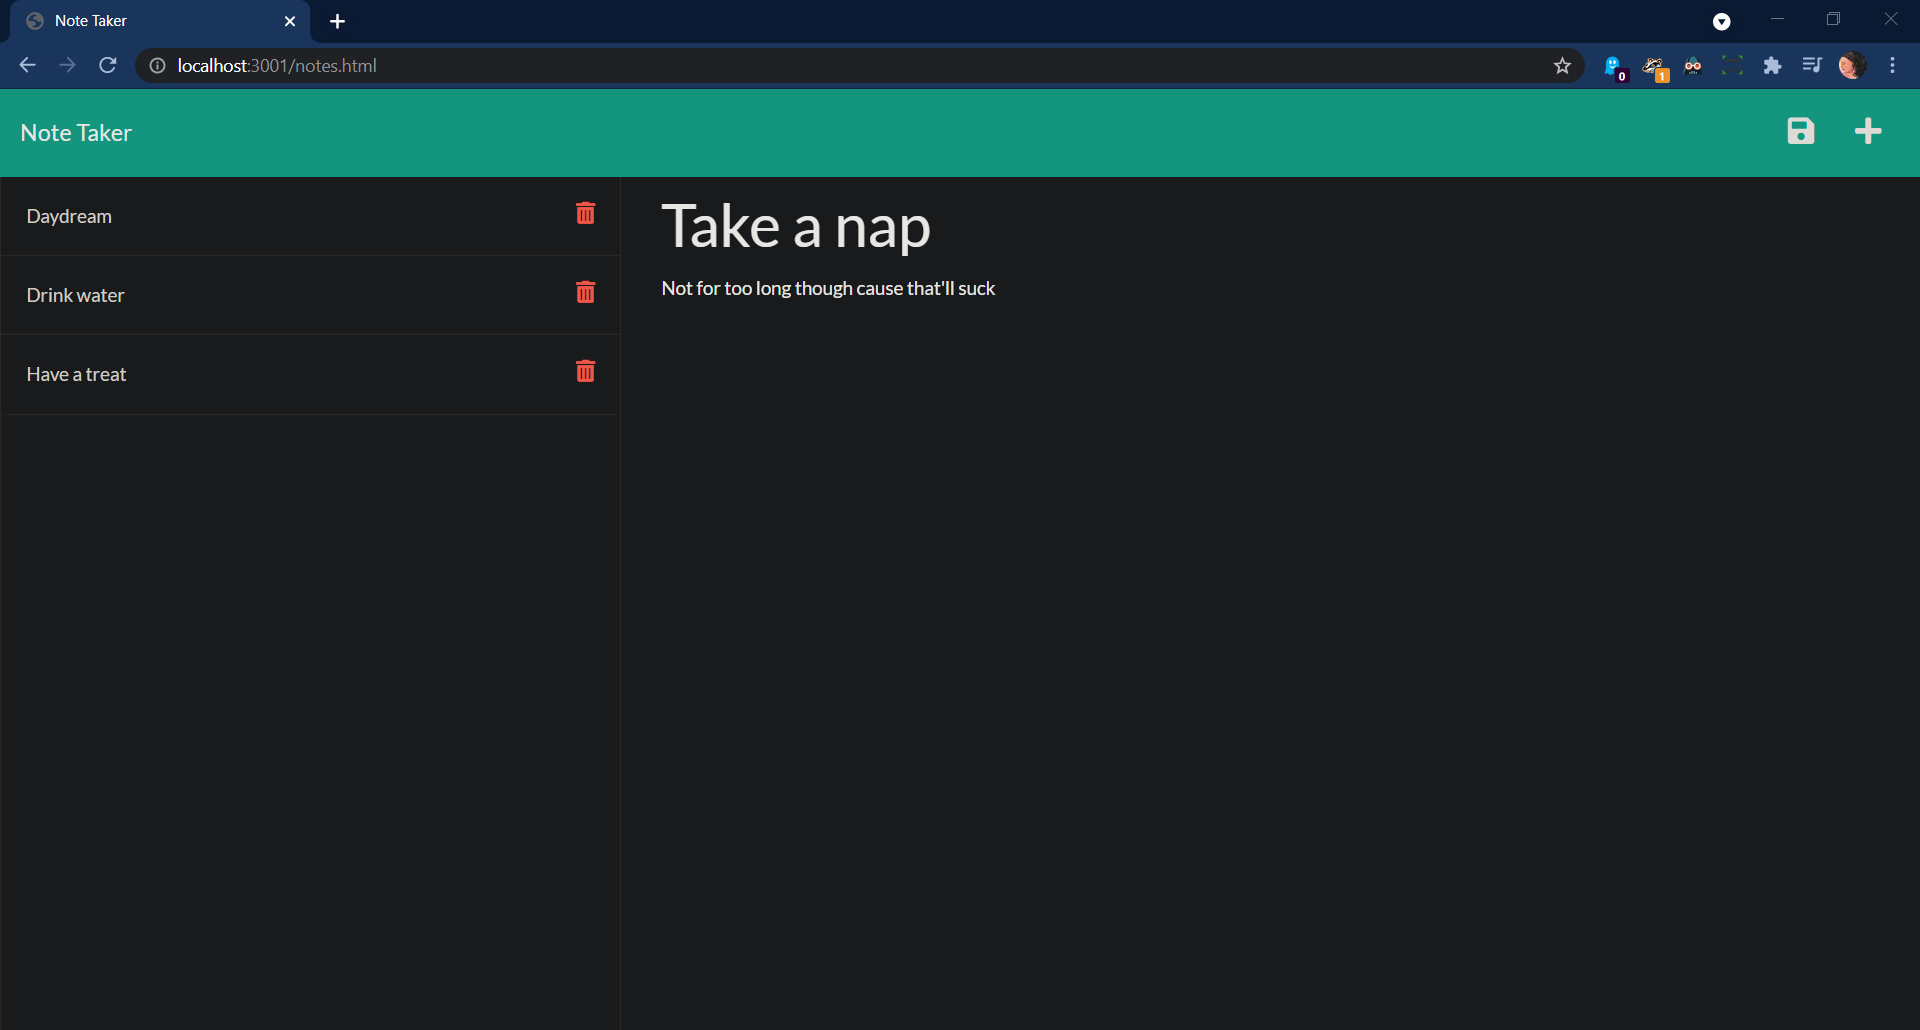 Note Taker
localhost:3001/notes.html
0
1
Note Taker
Daydream
Drink water
Have a treat
Take a nap
Not for too long though cause that'll suck